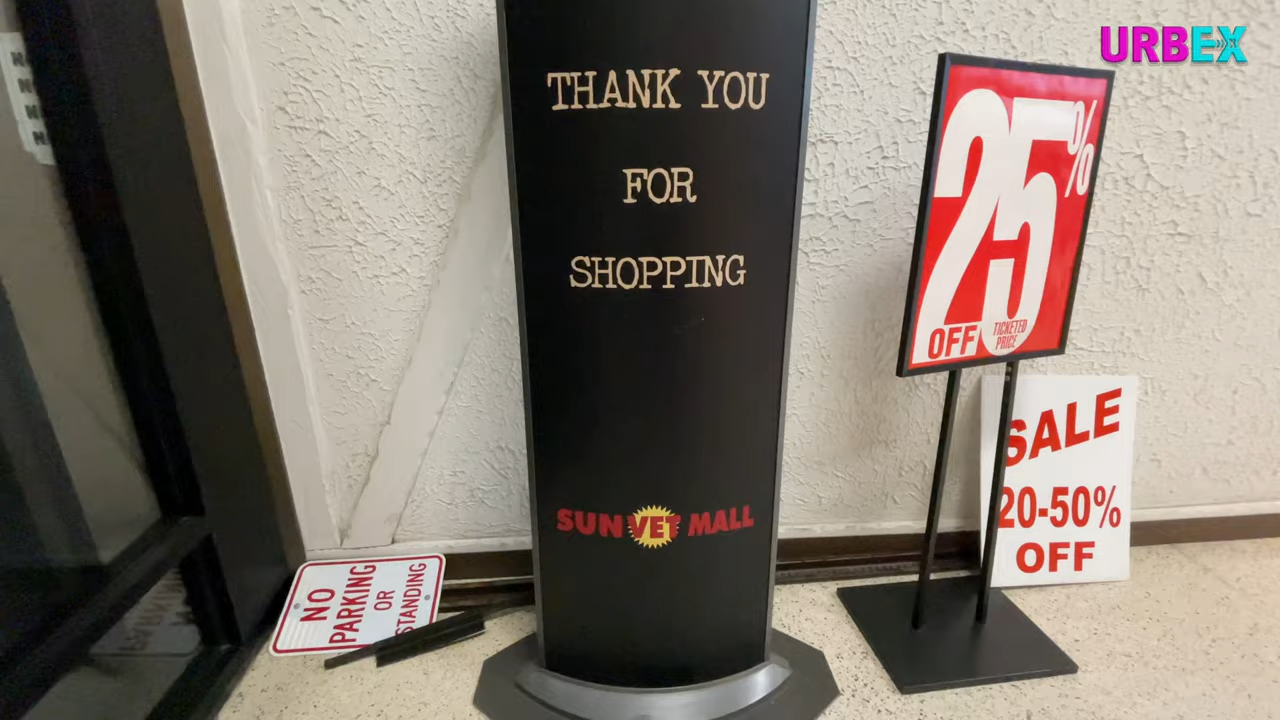 URBEX
THANK YOU
FOR
SHOPPING
SUN VET MALL
25%
OFF
TICKETED
PRICE
SALE
20-50%
OFF
NO
PARKING
OR
STANDING